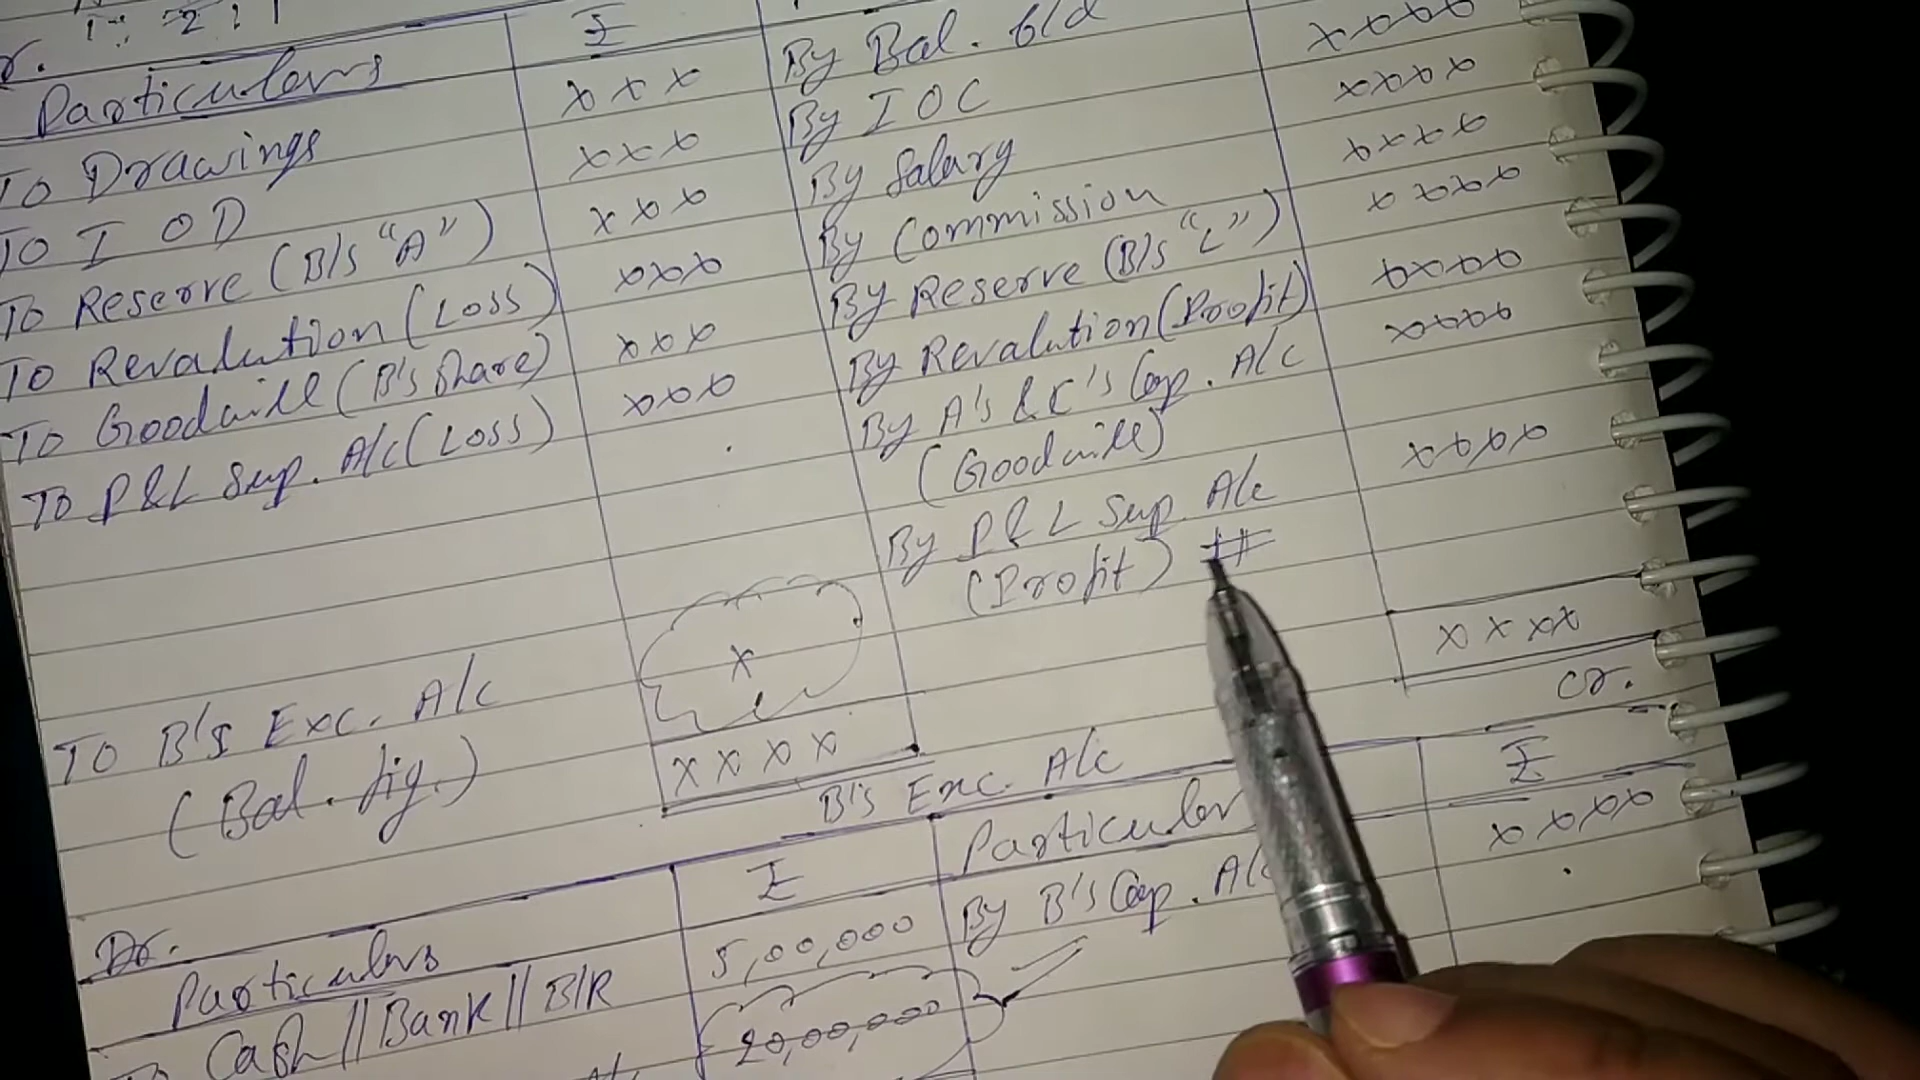 r. 1 : 2 : 1
Particulars ₹
To Drawings xxx By Bal. b/d xxxx
To I O D xxx By I O C xxxx
To Reserve (B/s "A") xxx By Salary xxxx
To Revalution (Loss) xxx By Commission xxxx
To Goodwill (B's Share) xxx By Reserve (B/s "L") xxxx
To P&L Sup. A/c (Loss) xxx By Revalution (Profit) xxxx
By A's & C's Cap. A/c
(Goodwill) xxxx
By P&L Sup. A/c
(Profit) #
To B's Exc. A/c x
(Bal. fig.) xxxx xxxx
B's Exc. A/c
Dr. Cr.
Particulars ₹ Particular ₹
Cash // Bank // B/R 5,00,000 By B's Cap. A/c xxxx
20,00,000